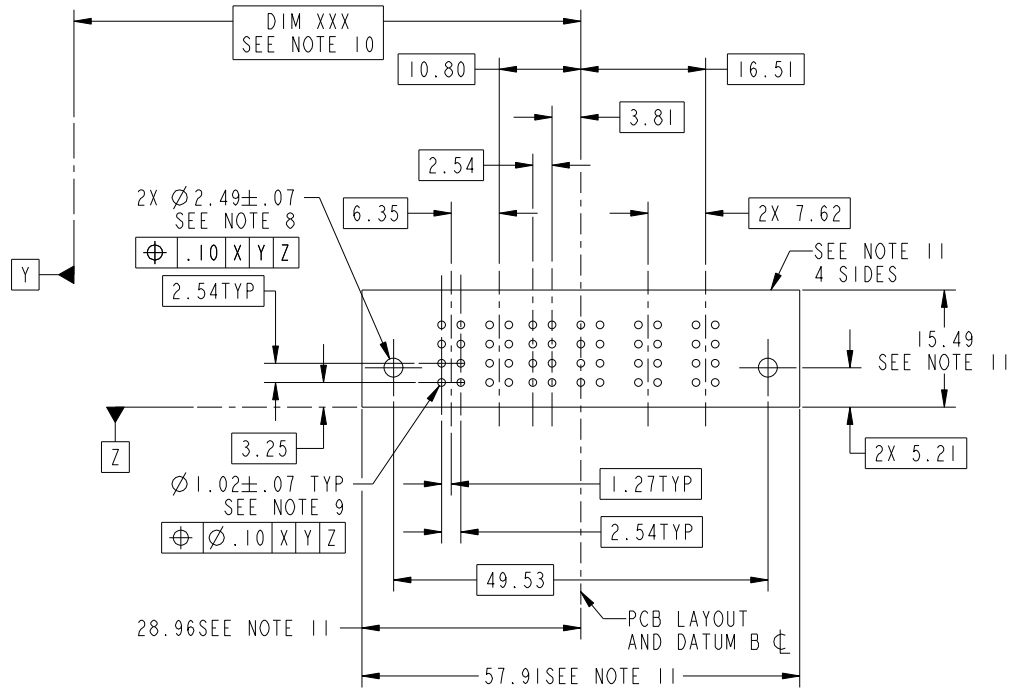 DIM XXX
SEE NOTE 10
10.80
16.51
3.81
2.54
2X Ø2.49±.07
SEE NOTE 8
6.35
2X 7.62
⌖ .10 X Y Z
SEE NOTE 11
4 SIDES
Y
2.54TYP
15.49
SEE NOTE 11
Z
3.25
2X 5.21
Ø1.02±.07 TYP
SEE NOTE 9
1.27TYP
⌖ Ø.10 X Y Z
2.54TYP
49.53
28.96SEE NOTE 11
PCB LAYOUT
AND DATUM B ℄
57.91SEE NOTE 11